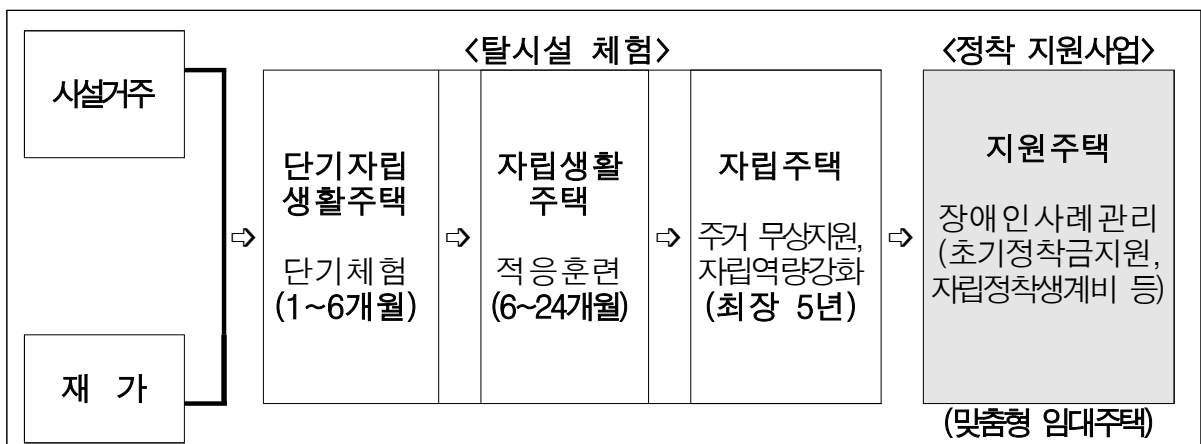 시설거주
재 가
<탈시설 체험>
단기자립
생활주택
단기체험
(1~6개월)
⇨
자립생활
주택
적응훈련
(6~24개월)
⇨
자립주택
주거 무상지원,
자립역량강화
(최장 5년)
⇨
<정착 지원사업>
지원주택
장애인사례관리
(초기정착금지원,
자립정착생계비 등)
(맞춤형 임대주택)